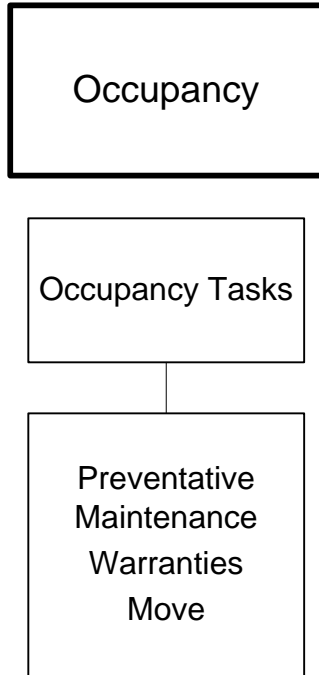 Occupancy
Occupancy Tasks
Preventative
Maintenance
Warranties
Move